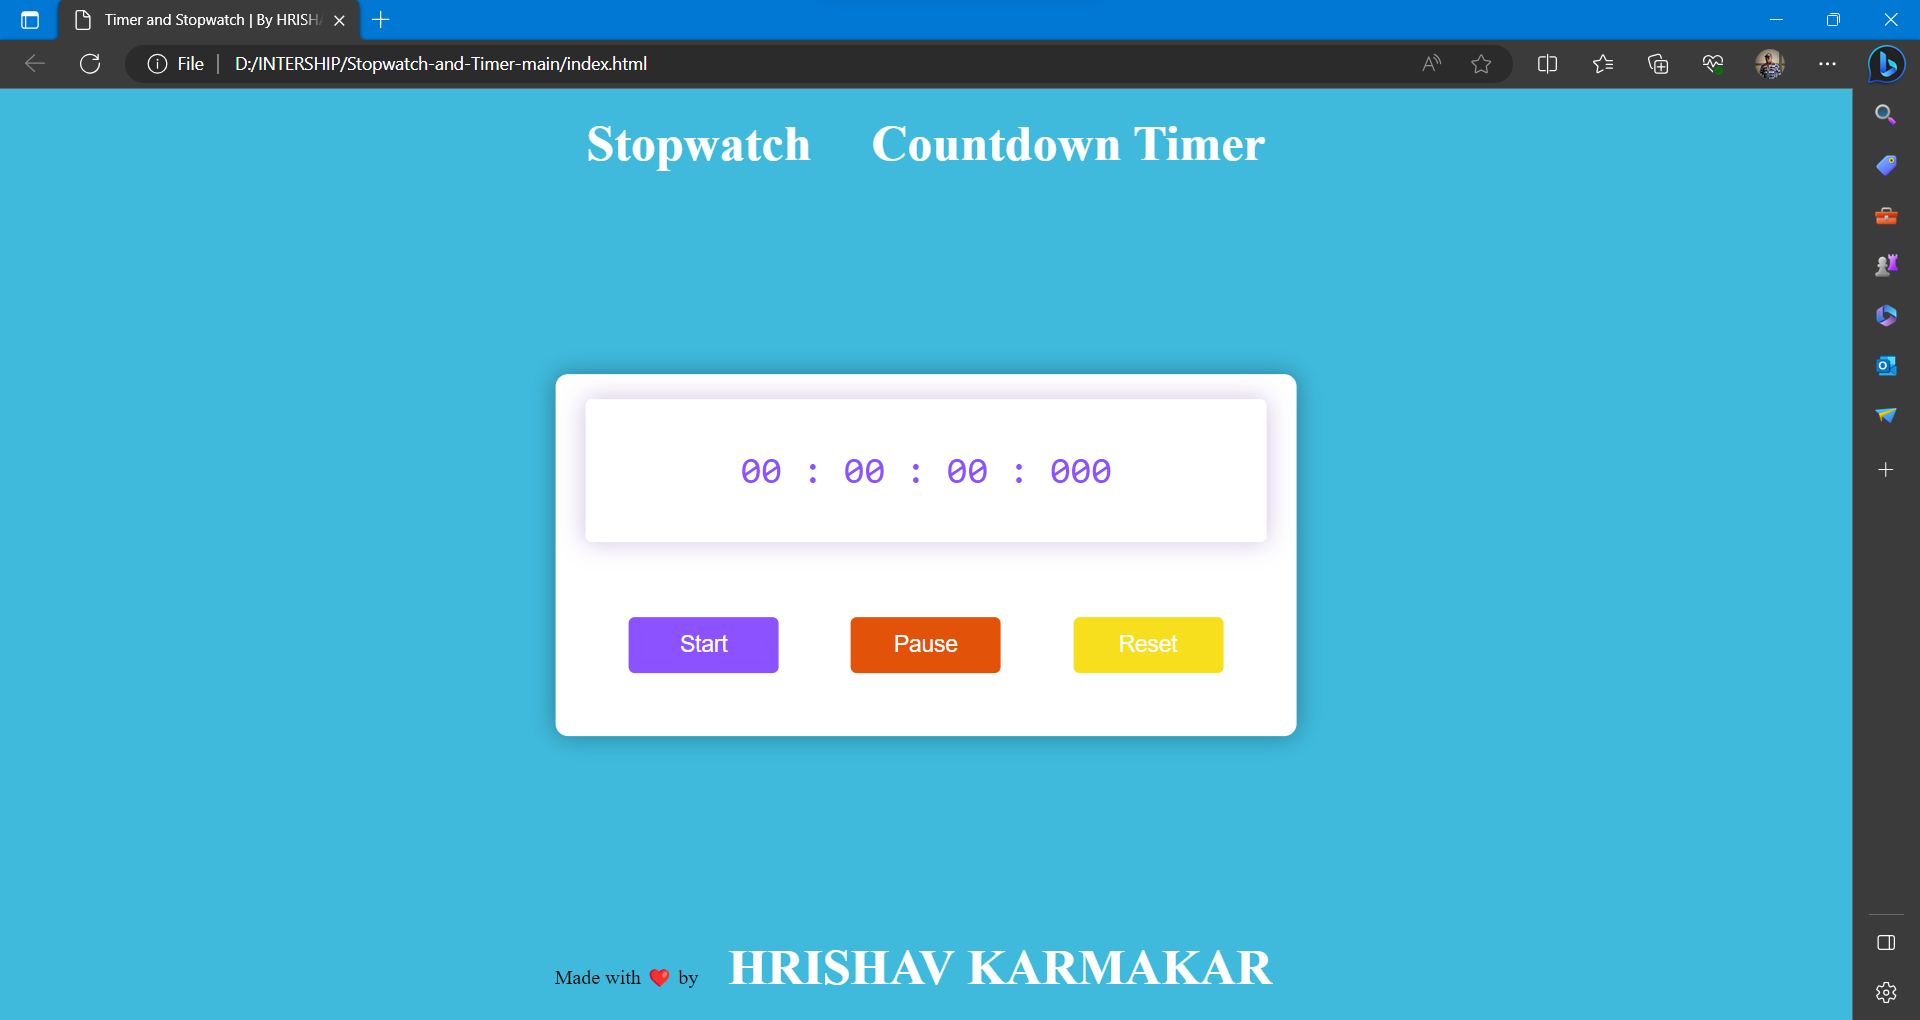 Timer and Stopwatch | By HRISH
File
D:/INTERSHIP/Stopwatch-and-Timer-main/index.html
Stopwatch Countdown Timer
00 : 00 : 00 : 000
Start Pause Reset
Made with ❤️ by HRISHAV KARMAKAR